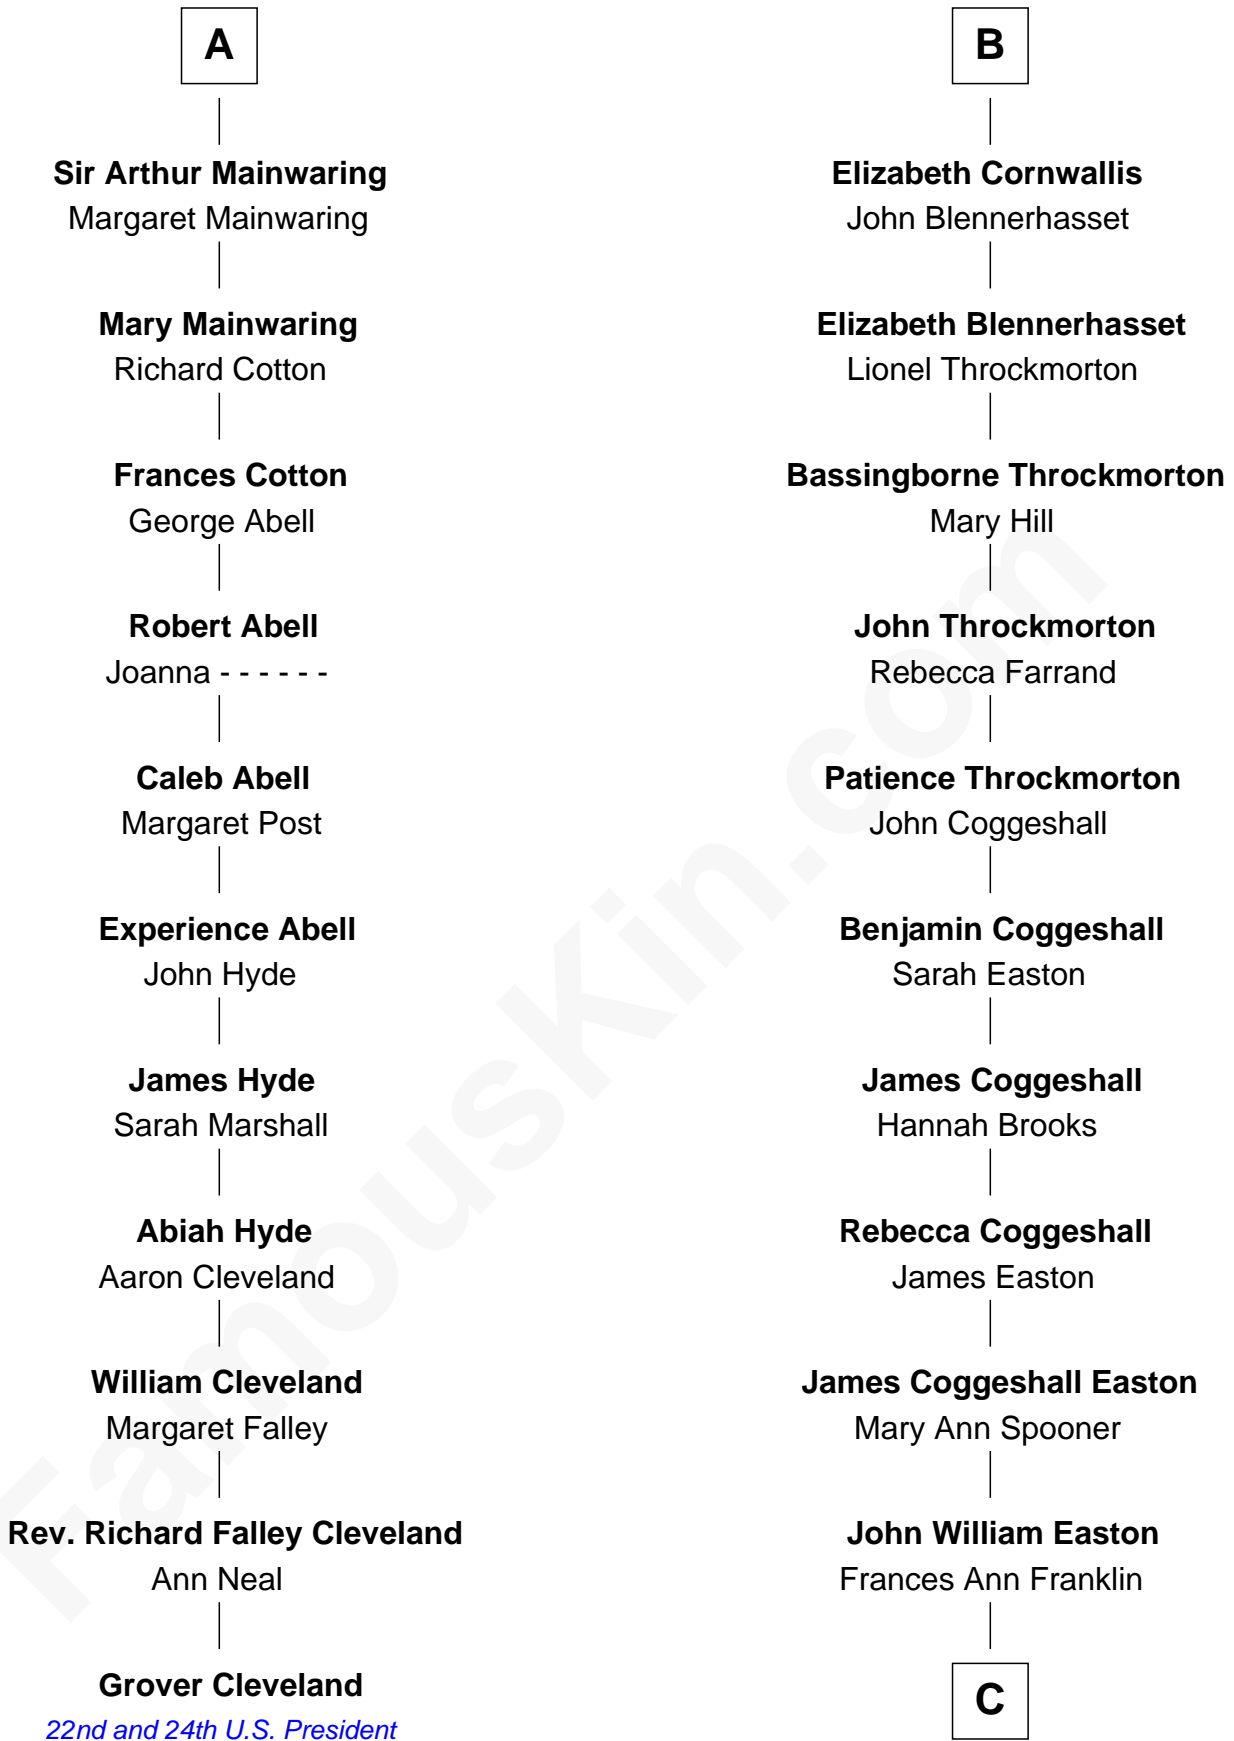 A
Sir Arthur Mainwaring
Margaret Mainwaring
Mary Mainwaring
Richard Cotton
Frances Cotton
George Abell
Robert Abell
Joanna - - - - - -
Caleb Abell
Margaret Post
Experience Abell
John Hyde
James Hyde
Sarah Marshall
Abiah Hyde
Aaron Cleveland
William Cleveland
Margaret Falley
Rev. Richard Falley Cleveland
Ann Neal
Grover Cleveland
22nd and 24th U.S. President
B
Elizabeth Cornwallis
John Blennerhasset
Elizabeth Blennerhasset
Lionel Throckmorton
Bassingborne Throckmorton
Mary Hill
John Throckmorton
Rebecca Farrand
Patience Throckmorton
John Coggeshall
Benjamin Coggeshall
Sarah Easton
James Coggeshall
Hannah Brooks
Rebecca Coggeshall
James Easton
James Coggeshall Easton
Mary Ann Spooner
John William Easton
Frances Ann Franklin
C
FamousKin.com